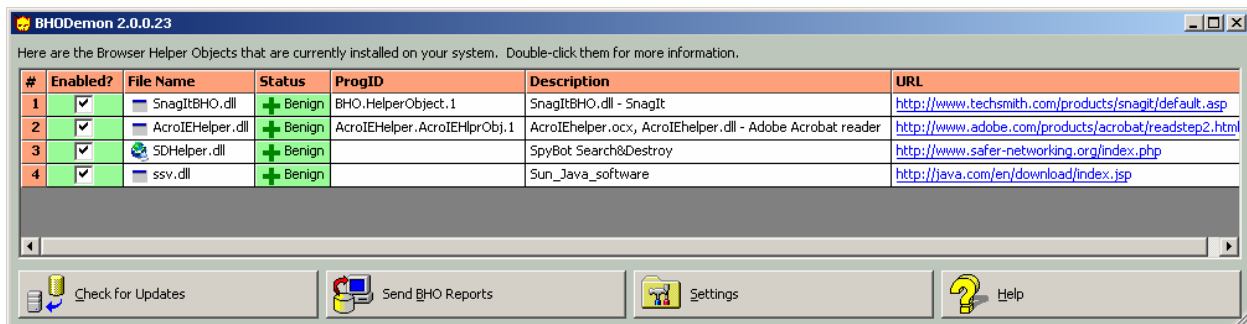 BHODemon 2.0.0.23
Here are the Browser Helper Objects that are currently installed on your system. Double-click them for more information.
# Enabled? File Name Status ProgID Description URL
1 SnagItBHO.dll Benign BHO.HelperObject.1 SnagItBHO.dll - SnagIt http://www.techsmith.com/products/snagit/default.asp
2 AcroIEHelper.dll Benign AcroIEHelper.AcroIEHlprObj.1 AcroIEhelper.ocx, AcroIEhelper.dll - Adobe Acrobat reader http://www.adobe.com/products/acrobat/readstep2.html
3 SDHelper.dll Benign SpyBot Search&Destroy http://www.safer-networking.org/index.php
4 ssv.dll Benign Sun_Java_software http://java.com/en/download/index.jsp
Check for Updates Send BHO Reports Settings Help